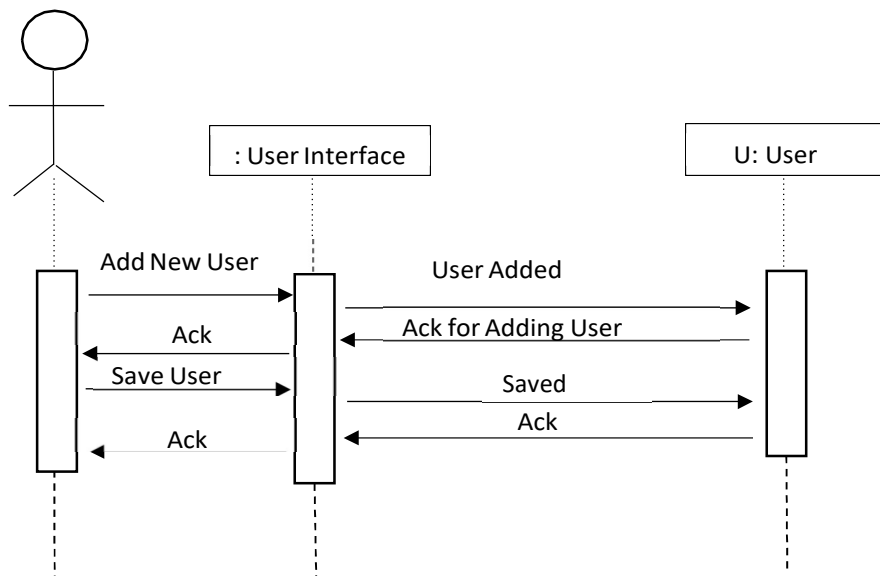 : User Interface
U: User
Add New User
User Added
Ack for Adding User
Ack
Save User
Saved
Ack
Ack